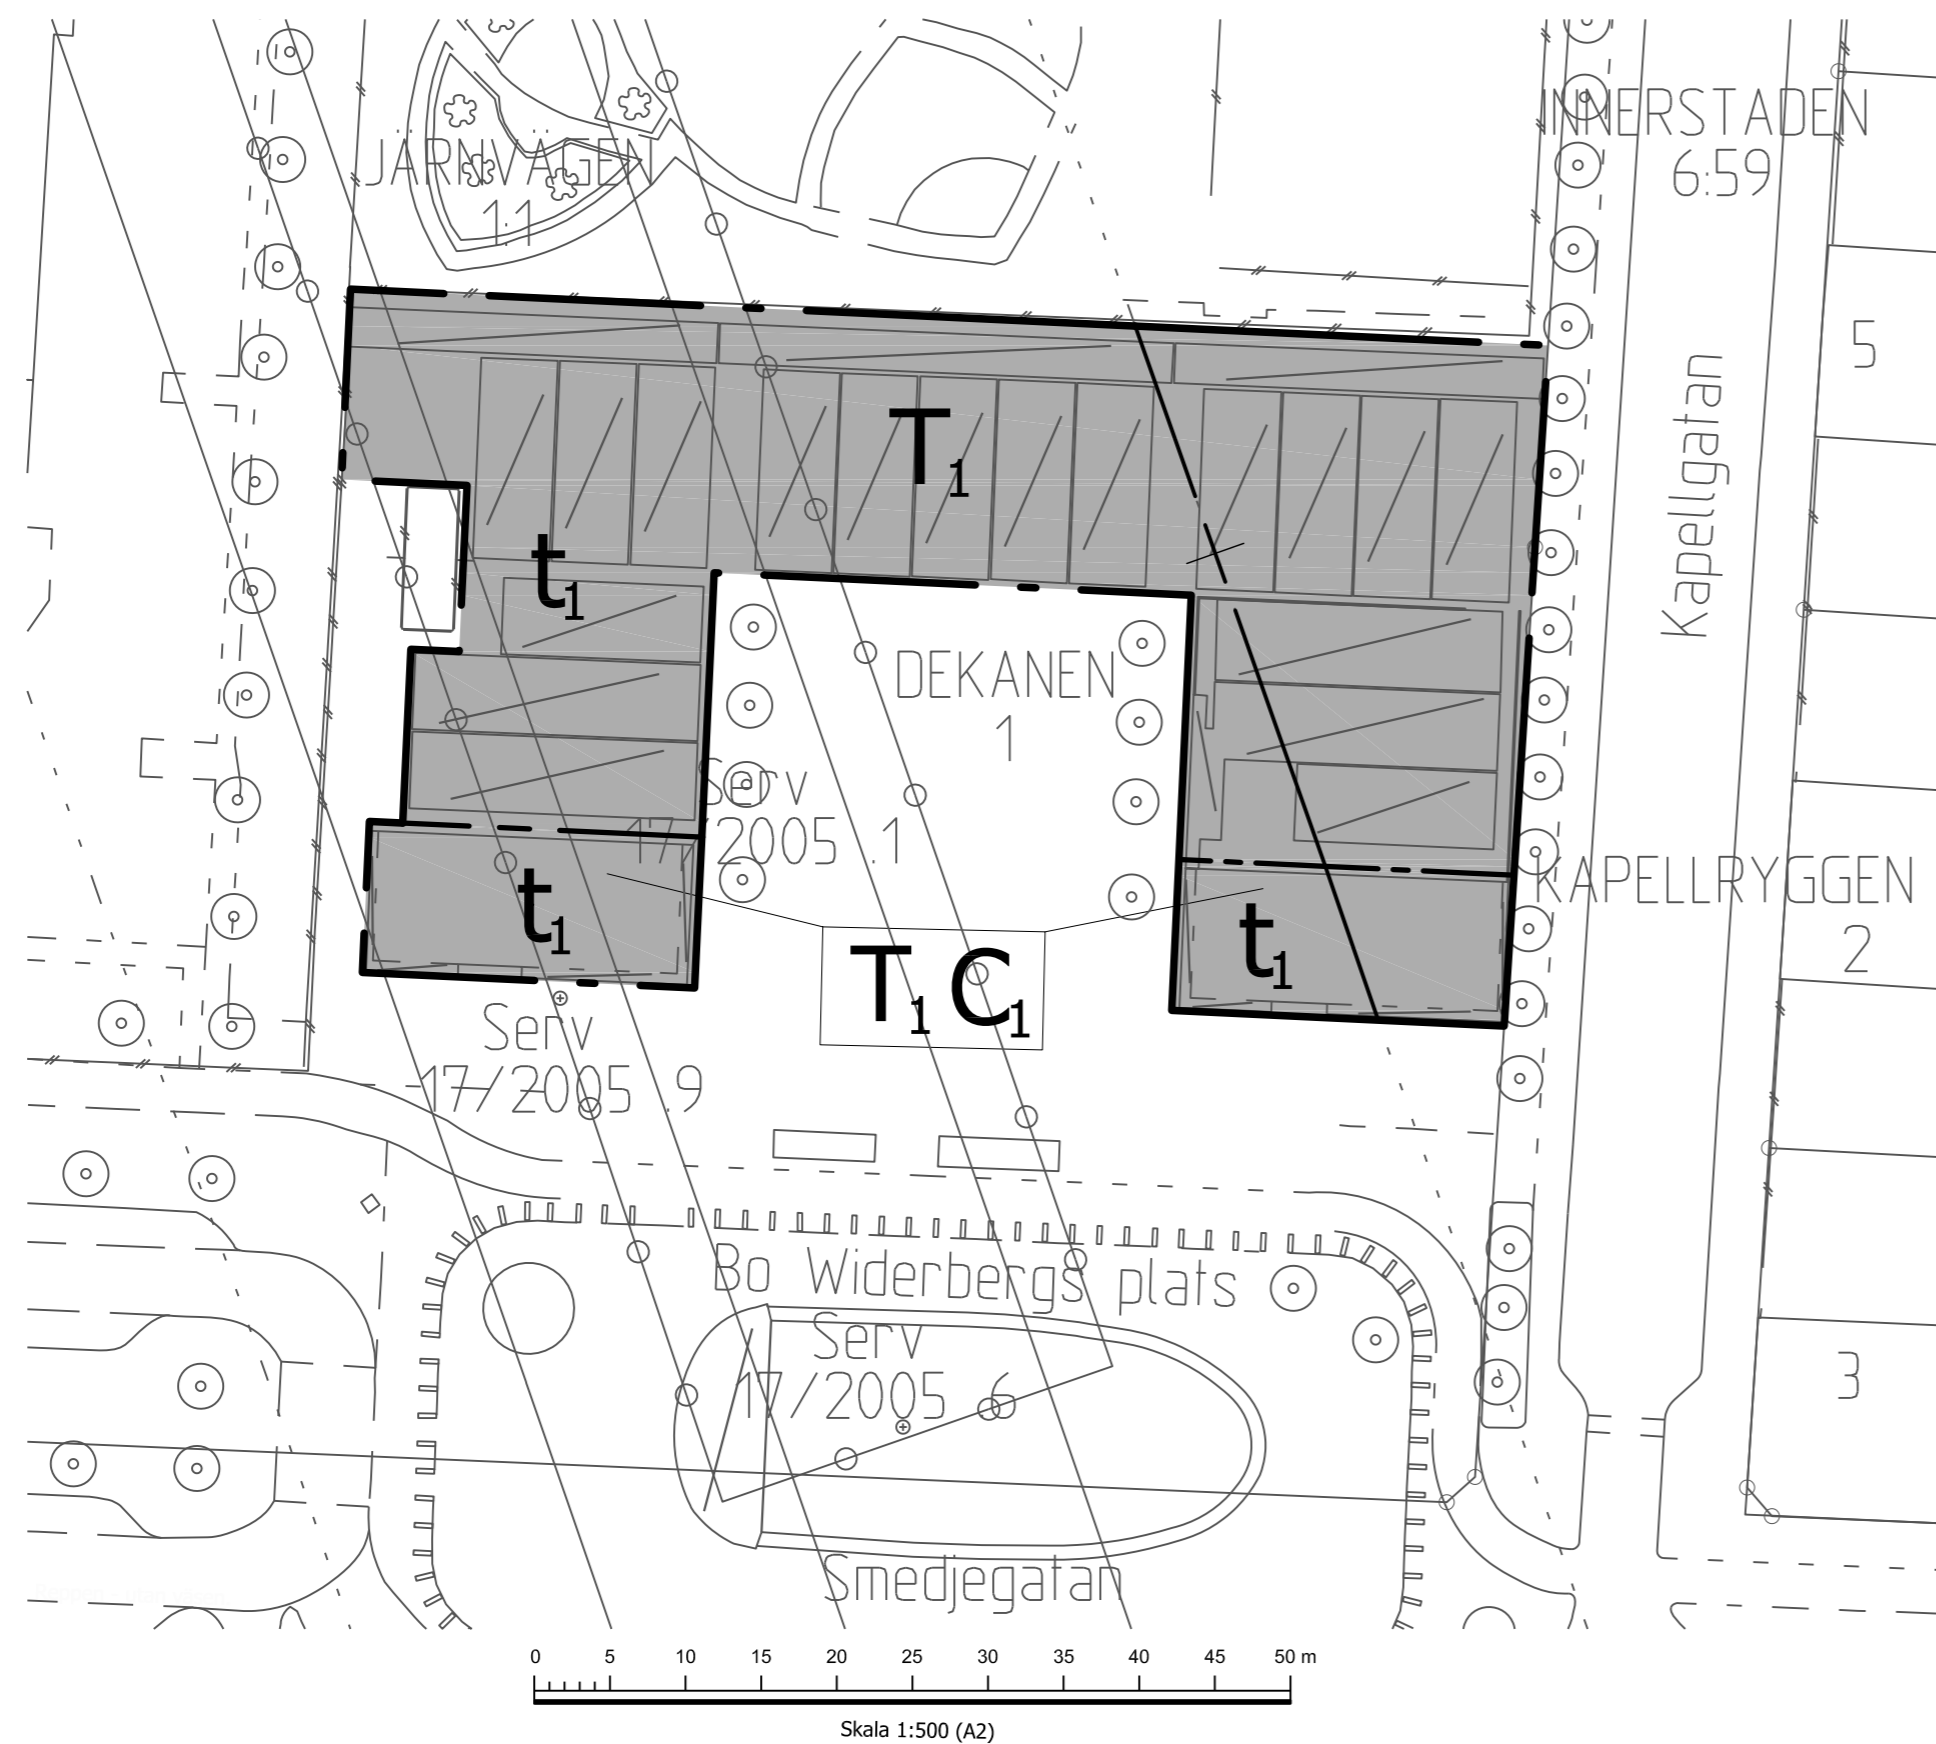 INNERSTADEN
6:59
JÄRNVÄGEN
1:1
5
Kapellgatan
T1
t1
DEKANEN
1
Serv
17/2005 .1
KAPELLRYGGEN
2
t1
t1
T1 C1
Serv
17/2005 .9
Bo Widerbergs plats
Serv
17/2005 .6
3
Smedjegatan
0 5 10 15 20 25 30 35 40 45 50 m
Skala 1:500 (A2)